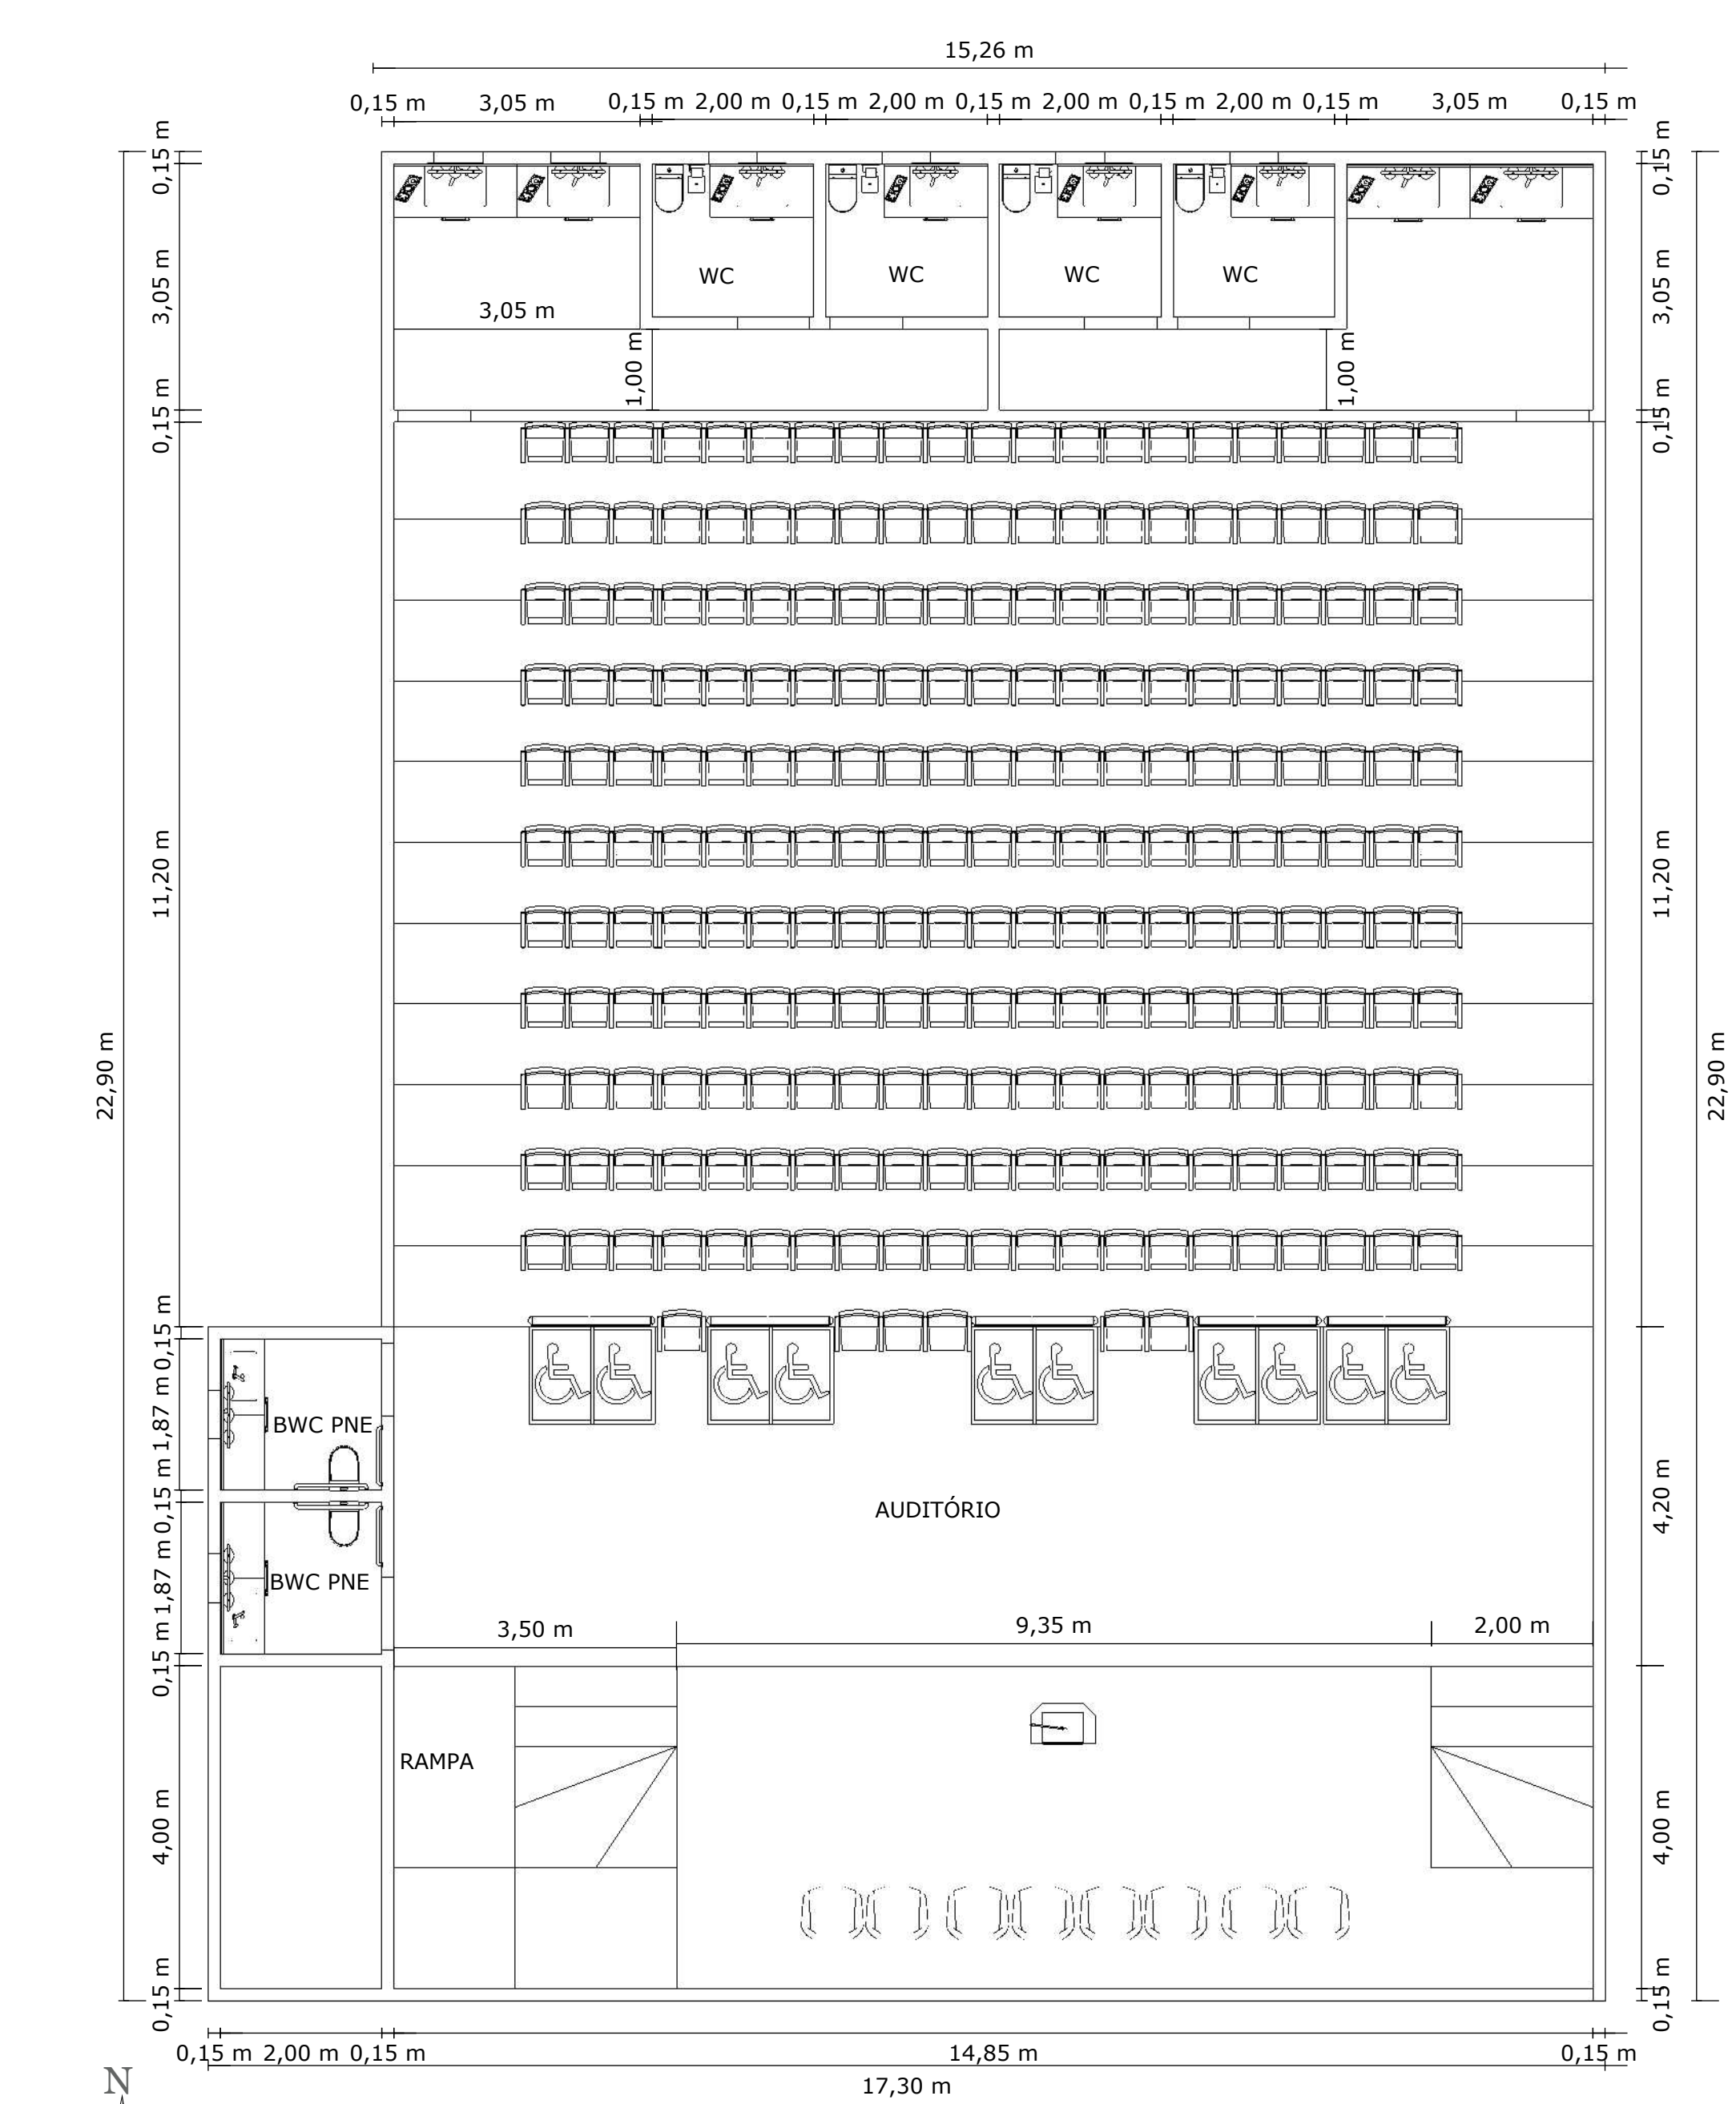 15,26 m
0,15 m 3,05 m 0,15 m 2,00 m 0,15 m 2,00 m 0,15 m 2,00 m 0,15 m 2,00 m 0,15 m 3,05 m 0,15 m
0,15 m
0,15 m
WC WC WC WC
3,05 m
3,05 m
3,05 m
1,00 m
1,00 m
0,15 m
0,15 m
11,20 m
11,20 m
22,90 m
22,90 m
0,15 m
1,87 m
BWC PNE
0,15 m
4,20 m
AUDITÓRIO
1,87 m
BWC PNE
3,50 m
9,35 m
2,00 m
0,15 m
RAMPA
4,00 m
4,00 m
0,15 m
0,15 m
0,15 m 2,00 m 0,15 m 14,85 m 0,15 m
17,30 m
N